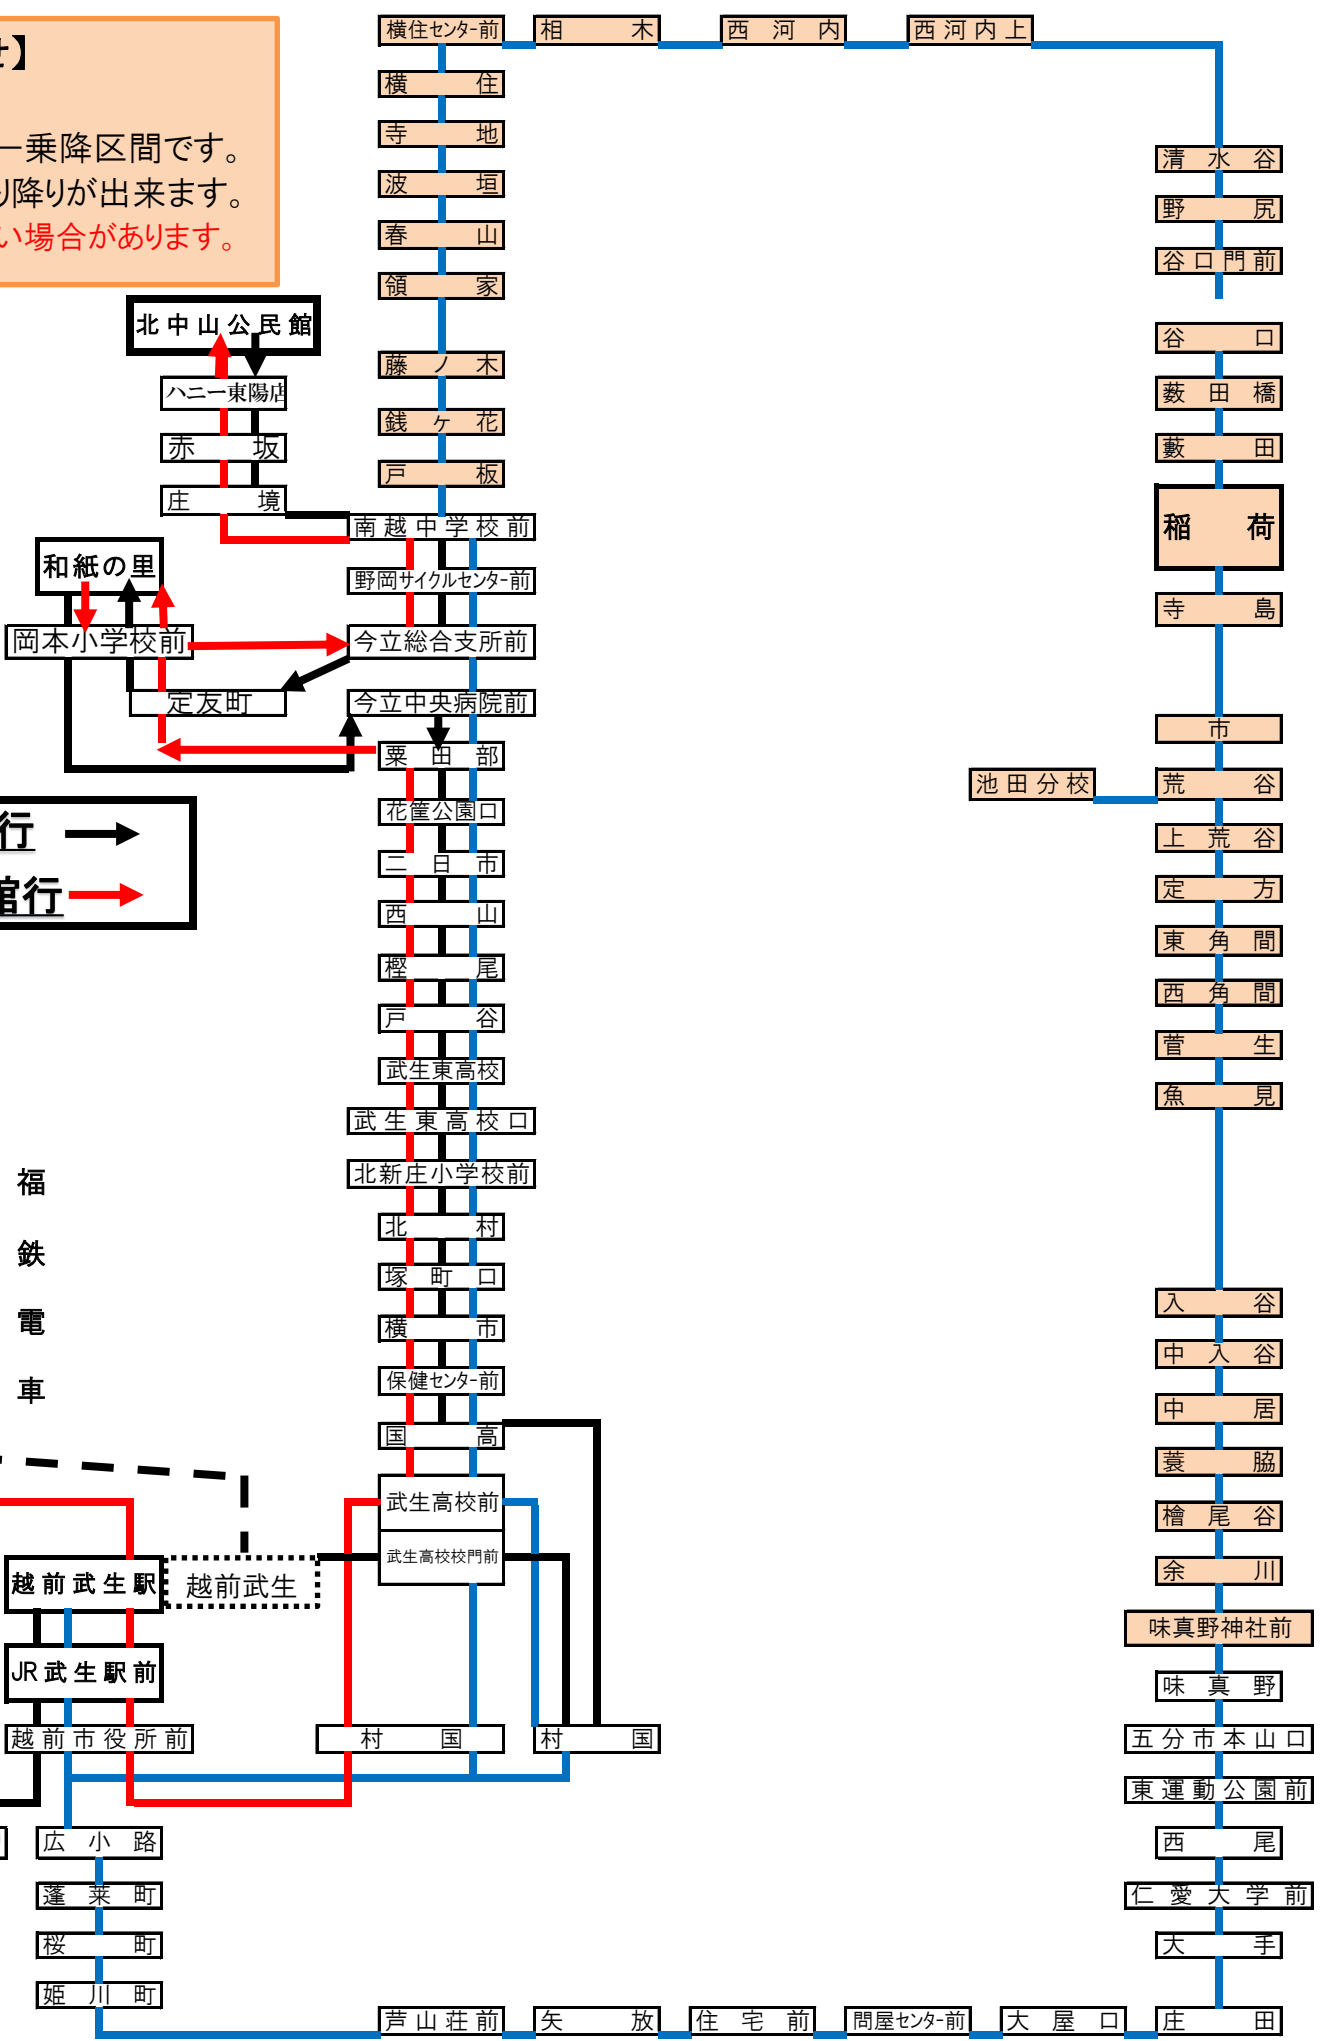 せ】
ー乗降区間です。
り降りが出来ます。
い場合があります。
横住センター前
相木
西河内
西河内上
横住
寺地
波垣
春山
領家
藤ノ木
銭ヶ花
戸板
清水谷
野尻
谷口門前
谷口
薮田橋
藪田
稲荷
寺島
市
荒谷
池田分校
上荒谷
定方
東角間
西角間
菅生
魚見
入谷
中入谷
中居
蓑脇
檜尾谷
余川
味真野神社前
味真野
五分市本山口
東運動公園前
西尾
仁愛大学前
大手
庄田
北中山公民館
ハニー東陽店
赤坂
庄境
南越中学校前
野岡サイクルセンター前
和紙の里
岡本小学校前
今立総合支所前
定友町
今立中央病院前
粟田部
花筐公園口
二日市
西山
樫尾
戸谷
武生東高校
武生東高校口
北新庄小学校前
北村
塚町口
横市
保健センター前
国高
武生高校前
武生高校校門前
行
館行
福鉄電車
越前武生駅
越前武生
JR武生駅前
越前市役所前
村国
村国
広小路
蓬莱町
桜町
姫川町
芦山荘前
矢放
住宅前
問屋センター前
大屋口